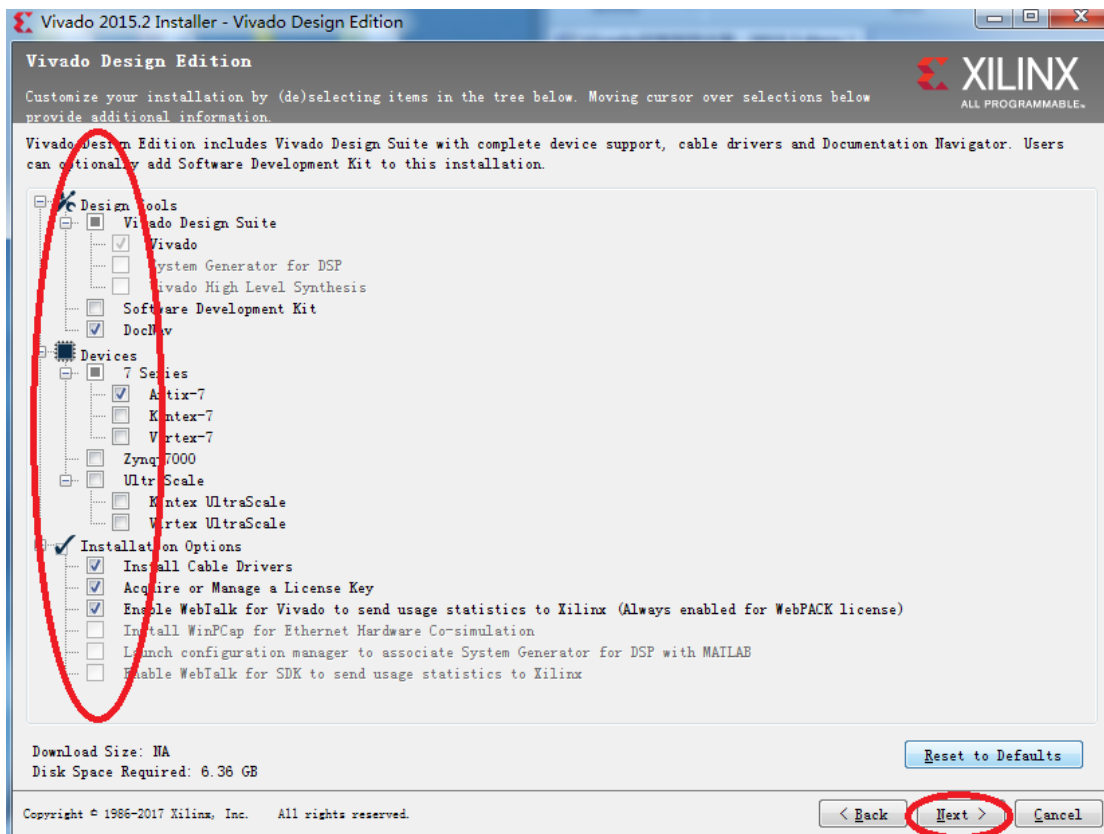 Vivado 2015.2 Installer - Vivado Design Edition
Vivado Design Edition
Customize your installation by (de)selecting items in the tree below. Moving cursor over selections below
provide additional information.
XILINX
ALL PROGRAMMABLE.
Vivado Design Edition includes Vivado Design Suite with complete device support, cable drivers and Documentation Navigator. Users
can optionally add Software Development Kit to this installation.
Design Tools
Vivado Design Suite
Vivado
System Generator for DSP
Vivado High Level Synthesis
Software Development Kit
DocNav
Devices
7 Series
Artix-7
Kintex-7
Virtex-7
Zynq-7000
UltraScale
Kintex UltraScale
Virtex UltraScale
Installation Options
Install Cable Drivers
Acquire or Manage a License Key
Enable WebTalk for Vivado to send usage statistics to Xilinx (Always enabled for WebPACK license)
Install WinPCap for Ethernet Hardware Co-simulation
Launch configuration manager to associate System Generator for DSP with MATLAB
Enable WebTalk for SDK to send usage statistics to Xilinx
Download Size: NA
Disk Space Required: 6.36 GB
Reset to Defaults
Copyright © 1986-2017 Xilinx, Inc. All rights reserved.
< Back Next > Cancel